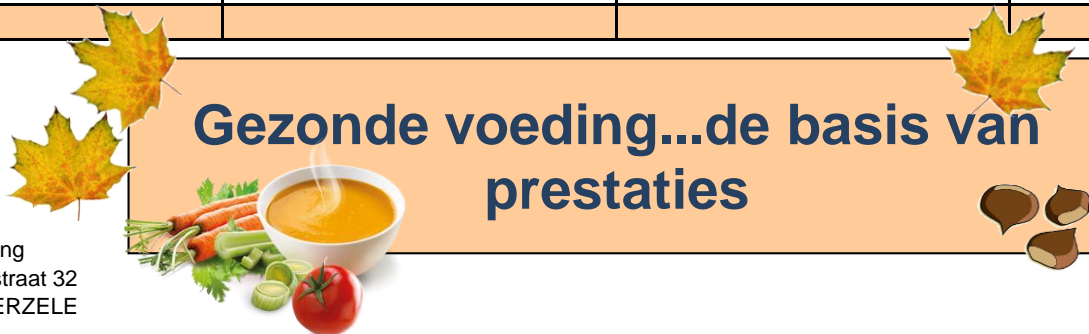 Gezonde voeding...de basis van
prestaties
ng
straat 32
ERZELE